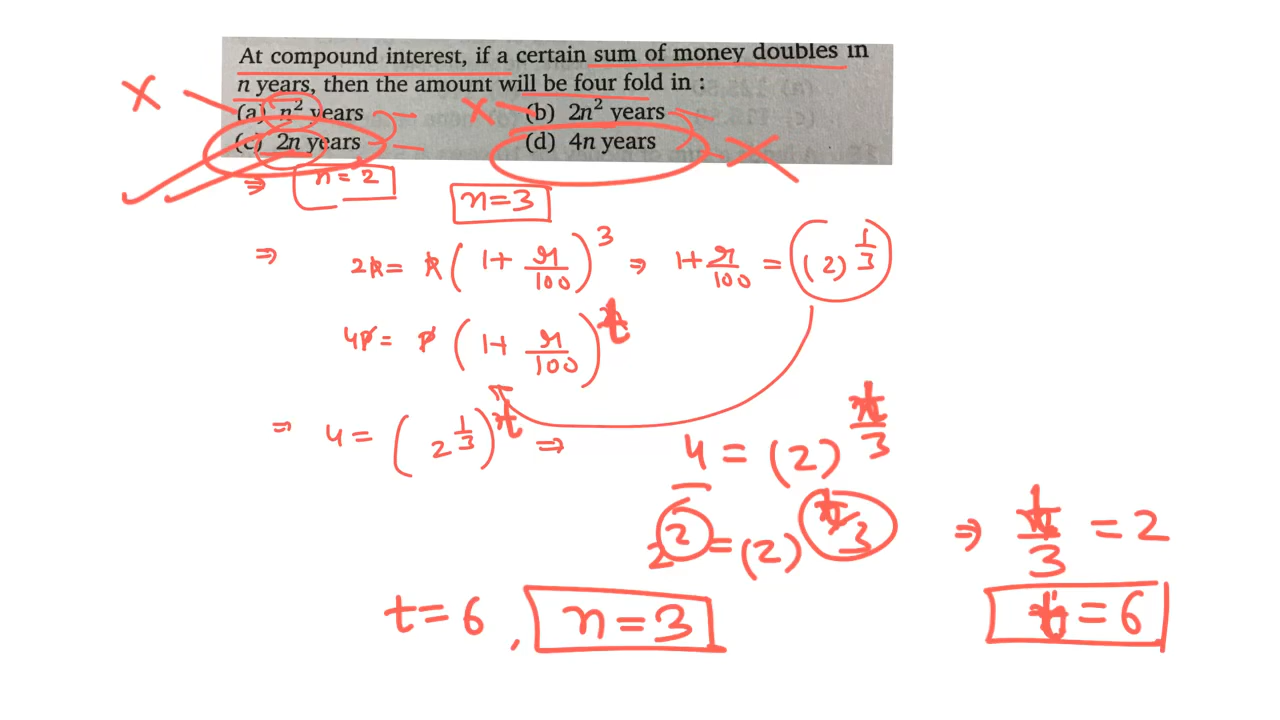 At compound interest, if a certain sum of money doubles in
n years, then the amount will be four fold in :
(a) n² years (b) 2n² years
(c) 2n years (d) 4n years
⇒ n = 2 n = 3
⇒ 2p = p(1 + r/100)^3 ⇒ 1 + r/100 = (2)^(1/3)
4p = p(1 + r/100)^t
⇒ 4 = (2^(1/3))^t ⇒
4 = (2)^(t/3)
2^2 = (2)^(t/3) ⇒ t/3 = 2
t = 6, n = 3 t = 6